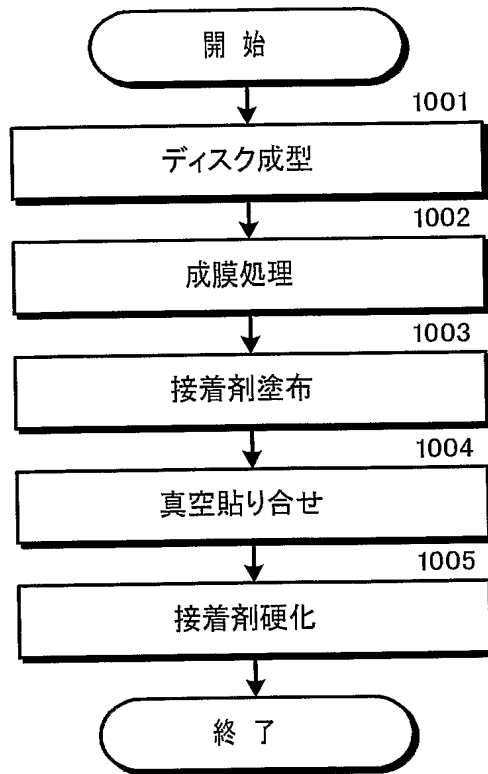 開始
1001
ディスク成型
1002
成膜処理
1003
接着剤塗布
1004
真空貼り合せ
1005
接着剤硬化
終了